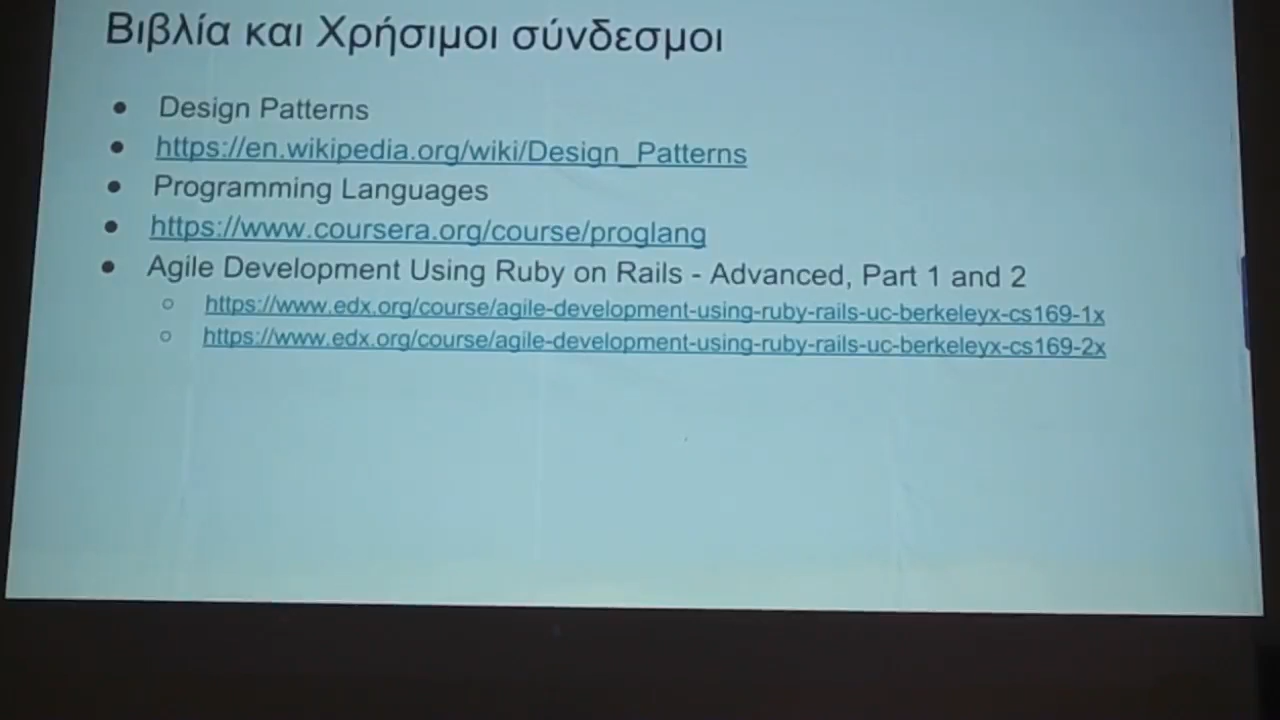 Βιβλία και Χρήσιμοι σύνδεσμοι
● Design Patterns
● https://en.wikipedia.org/wiki/Design_Patterns
● Programming Languages
● https://www.coursera.org/course/proglang
● Agile Development Using Ruby on Rails - Advanced, Part 1 and 2
○ https://www.edx.org/course/agile-development-using-ruby-rails-uc-berkeleyx-cs169-1x
○ https://www.edx.org/course/agile-development-using-ruby-rails-uc-berkeleyx-cs169-2x